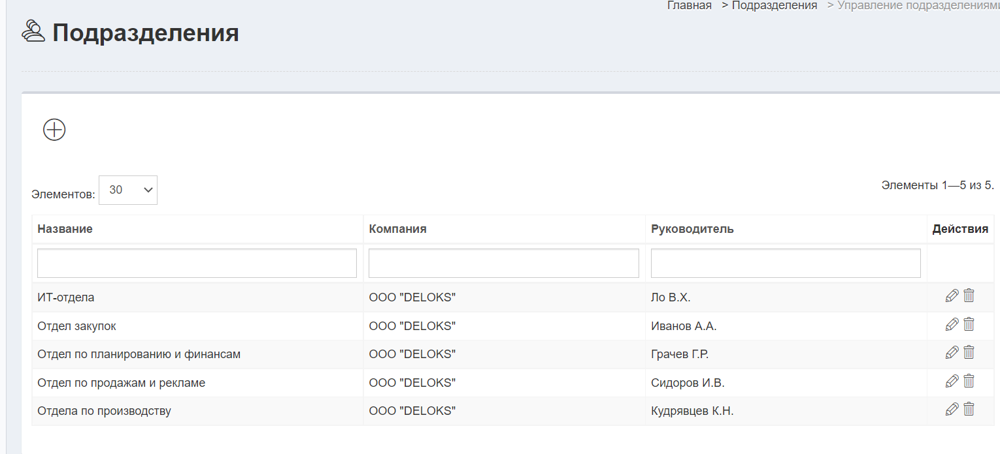 Главная > Подразделения > Управление подразделениями
Подразделения
Элементов: 30
Элементы 1—5 из 5.
Название Компания Руководитель Действия
ИТ-отдела ООО "DELOKS" Ло В.Х.
Отдел закупок ООО "DELOKS" Иванов А.А.
Отдел по планированию и финансам ООО "DELOKS" Грачев Г.Р.
Отдел по продажам и рекламе ООО "DELOKS" Сидоров И.В.
Отдела по производству ООО "DELOKS" Кудрявцев К.Н.